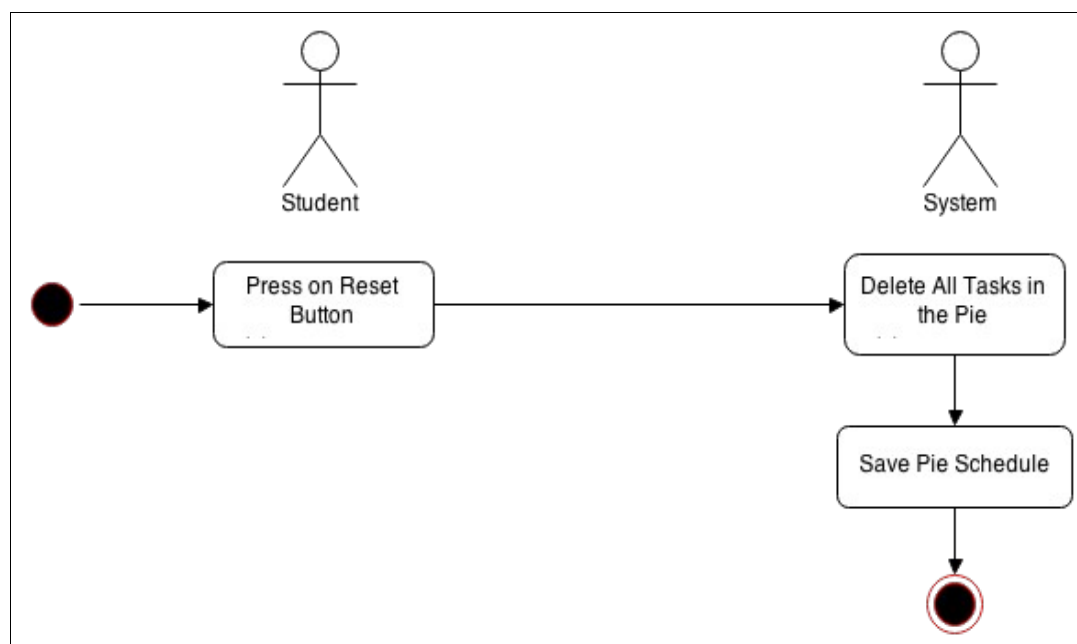 Student
System
Press on Reset
Button
Delete All Tasks in
the Pie
Save Pie Schedule